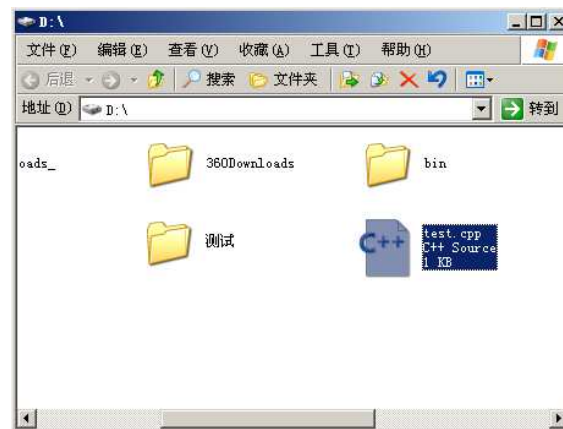 D:\
文件(F) 编辑(E) 查看(V) 收藏(A) 工具(T) 帮助(H)
后退 搜索 文件夹
地址(D) D:\ 转到
oads_ 360Downloads bin
测试 test.cpp
C++ C++ Source
1 KB